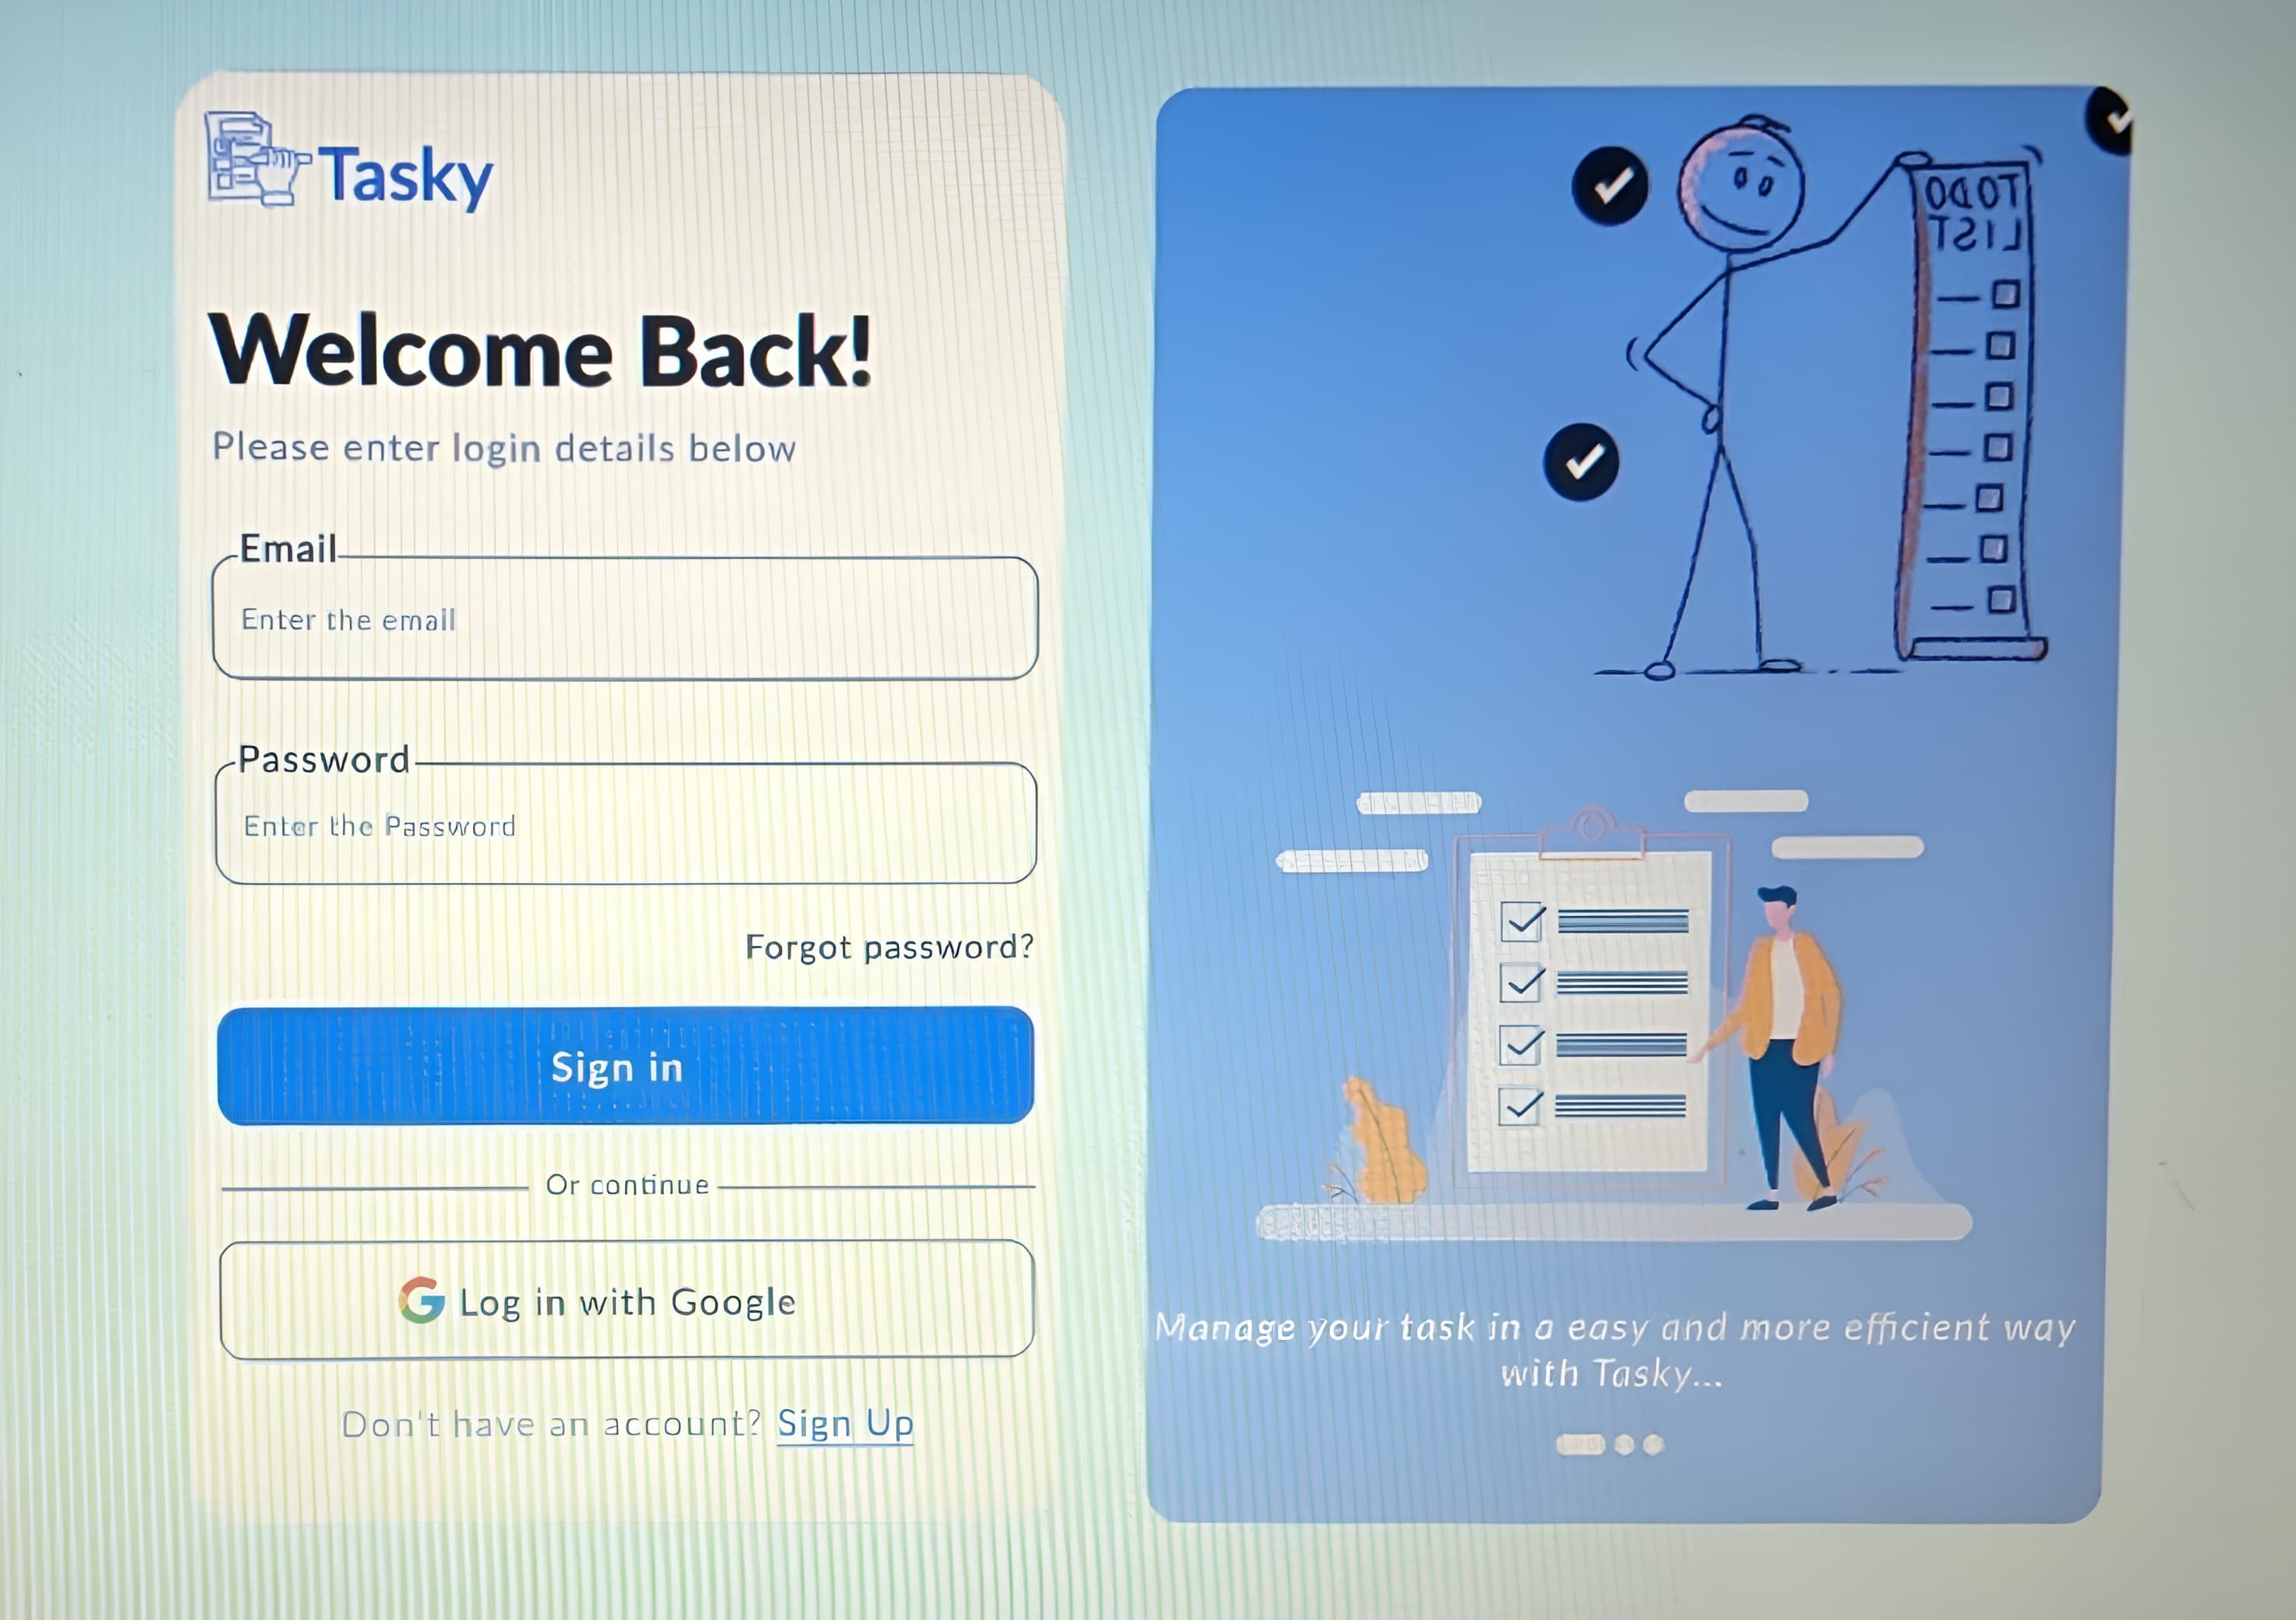 Tasky
Welcome Back!
Please enter login details below
Email
Enter the email
Password
Enter the Password
Forgot password?
Sign in
Or continue
Log in with Google
Don't have an account? Sign Up
TODO
LIST
Manage your task in a easy and more efficient way
with Tasky...